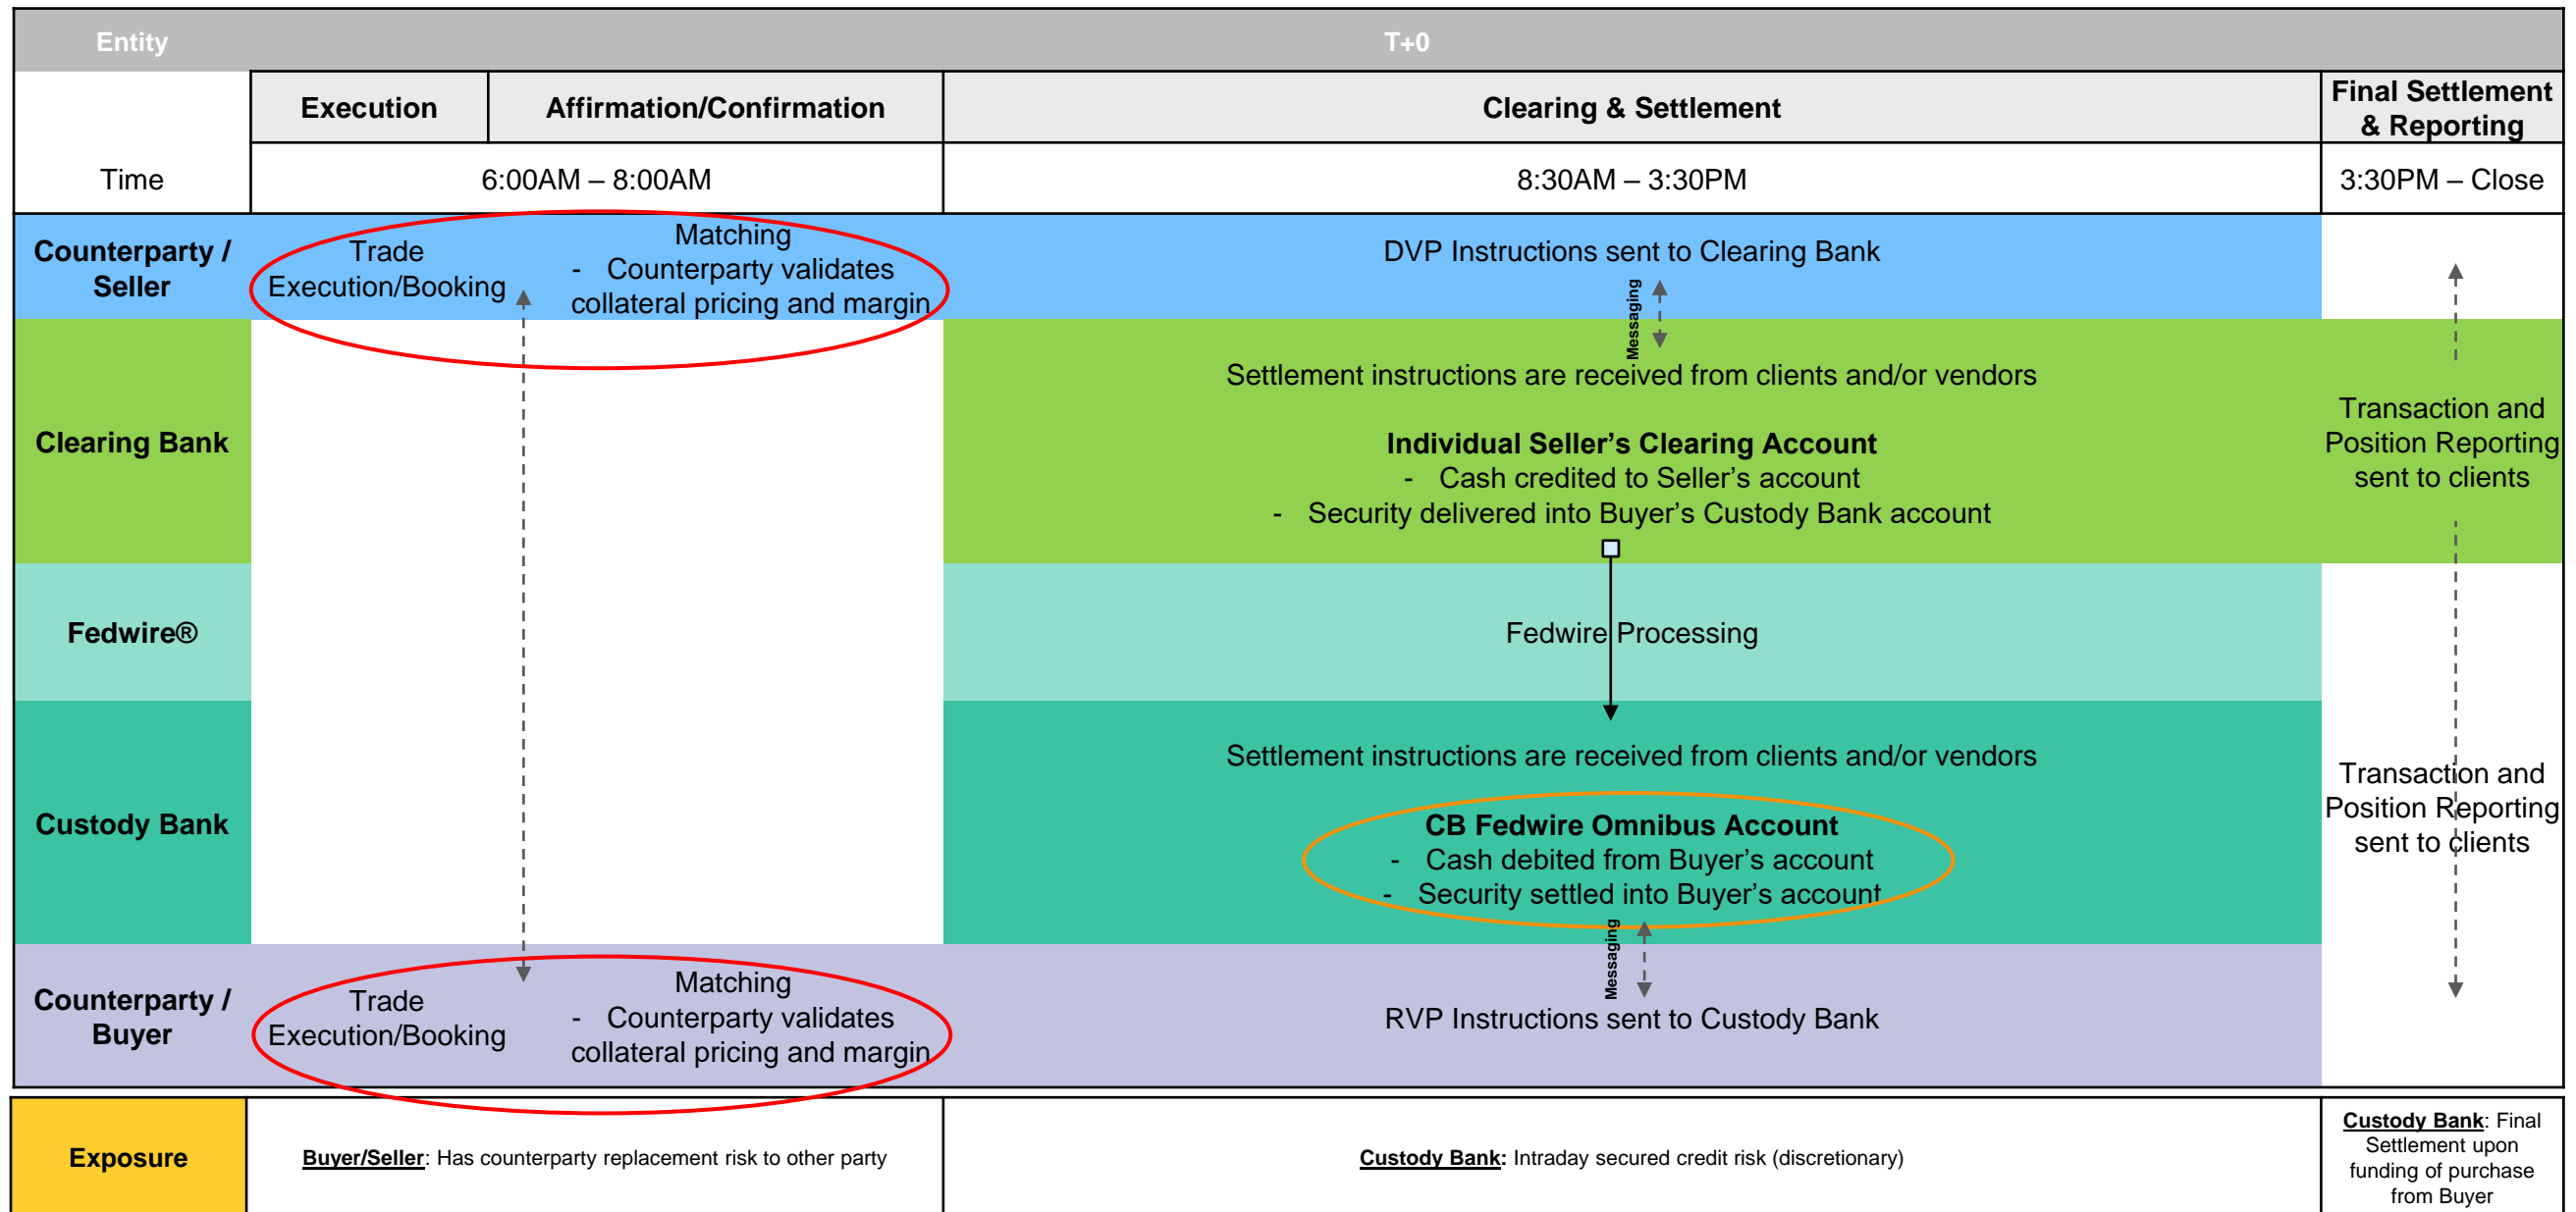 Entity
T+0
Execution
Affirmation/Confirmation
Clearing & Settlement
Final Settlement
& Reporting
Time
6:00AM – 8:00AM
8:30AM – 3:30PM
3:30PM – Close
Counterparty /
Seller
Trade
Execution/Booking
Matching
- Counterparty validates
collateral pricing and margin
DVP Instructions sent to Clearing Bank
Messaging
Clearing Bank
Settlement instructions are received from clients and/or vendors
Individual Seller’s Clearing Account
- Cash credited to Seller’s account
- Security delivered into Buyer’s Custody Bank account
Transaction and
Position Reporting
sent to clients
Fedwire®
Fedwire Processing
Custody Bank
Settlement instructions are received from clients and/or vendors
CB Fedwire Omnibus Account
- Cash debited from Buyer’s account
- Security settled into Buyer’s account
Transaction and
Position Reporting
sent to clients
Messaging
Counterparty /
Buyer
Trade
Execution/Booking
Matching
- Counterparty validates
collateral pricing and margin
RVP Instructions sent to Custody Bank
Exposure
Buyer/Seller: Has counterparty replacement risk to other party
Custody Bank: Intraday secured credit risk (discretionary)
Custody Bank: Final
Settlement upon
funding of purchase
from Buyer